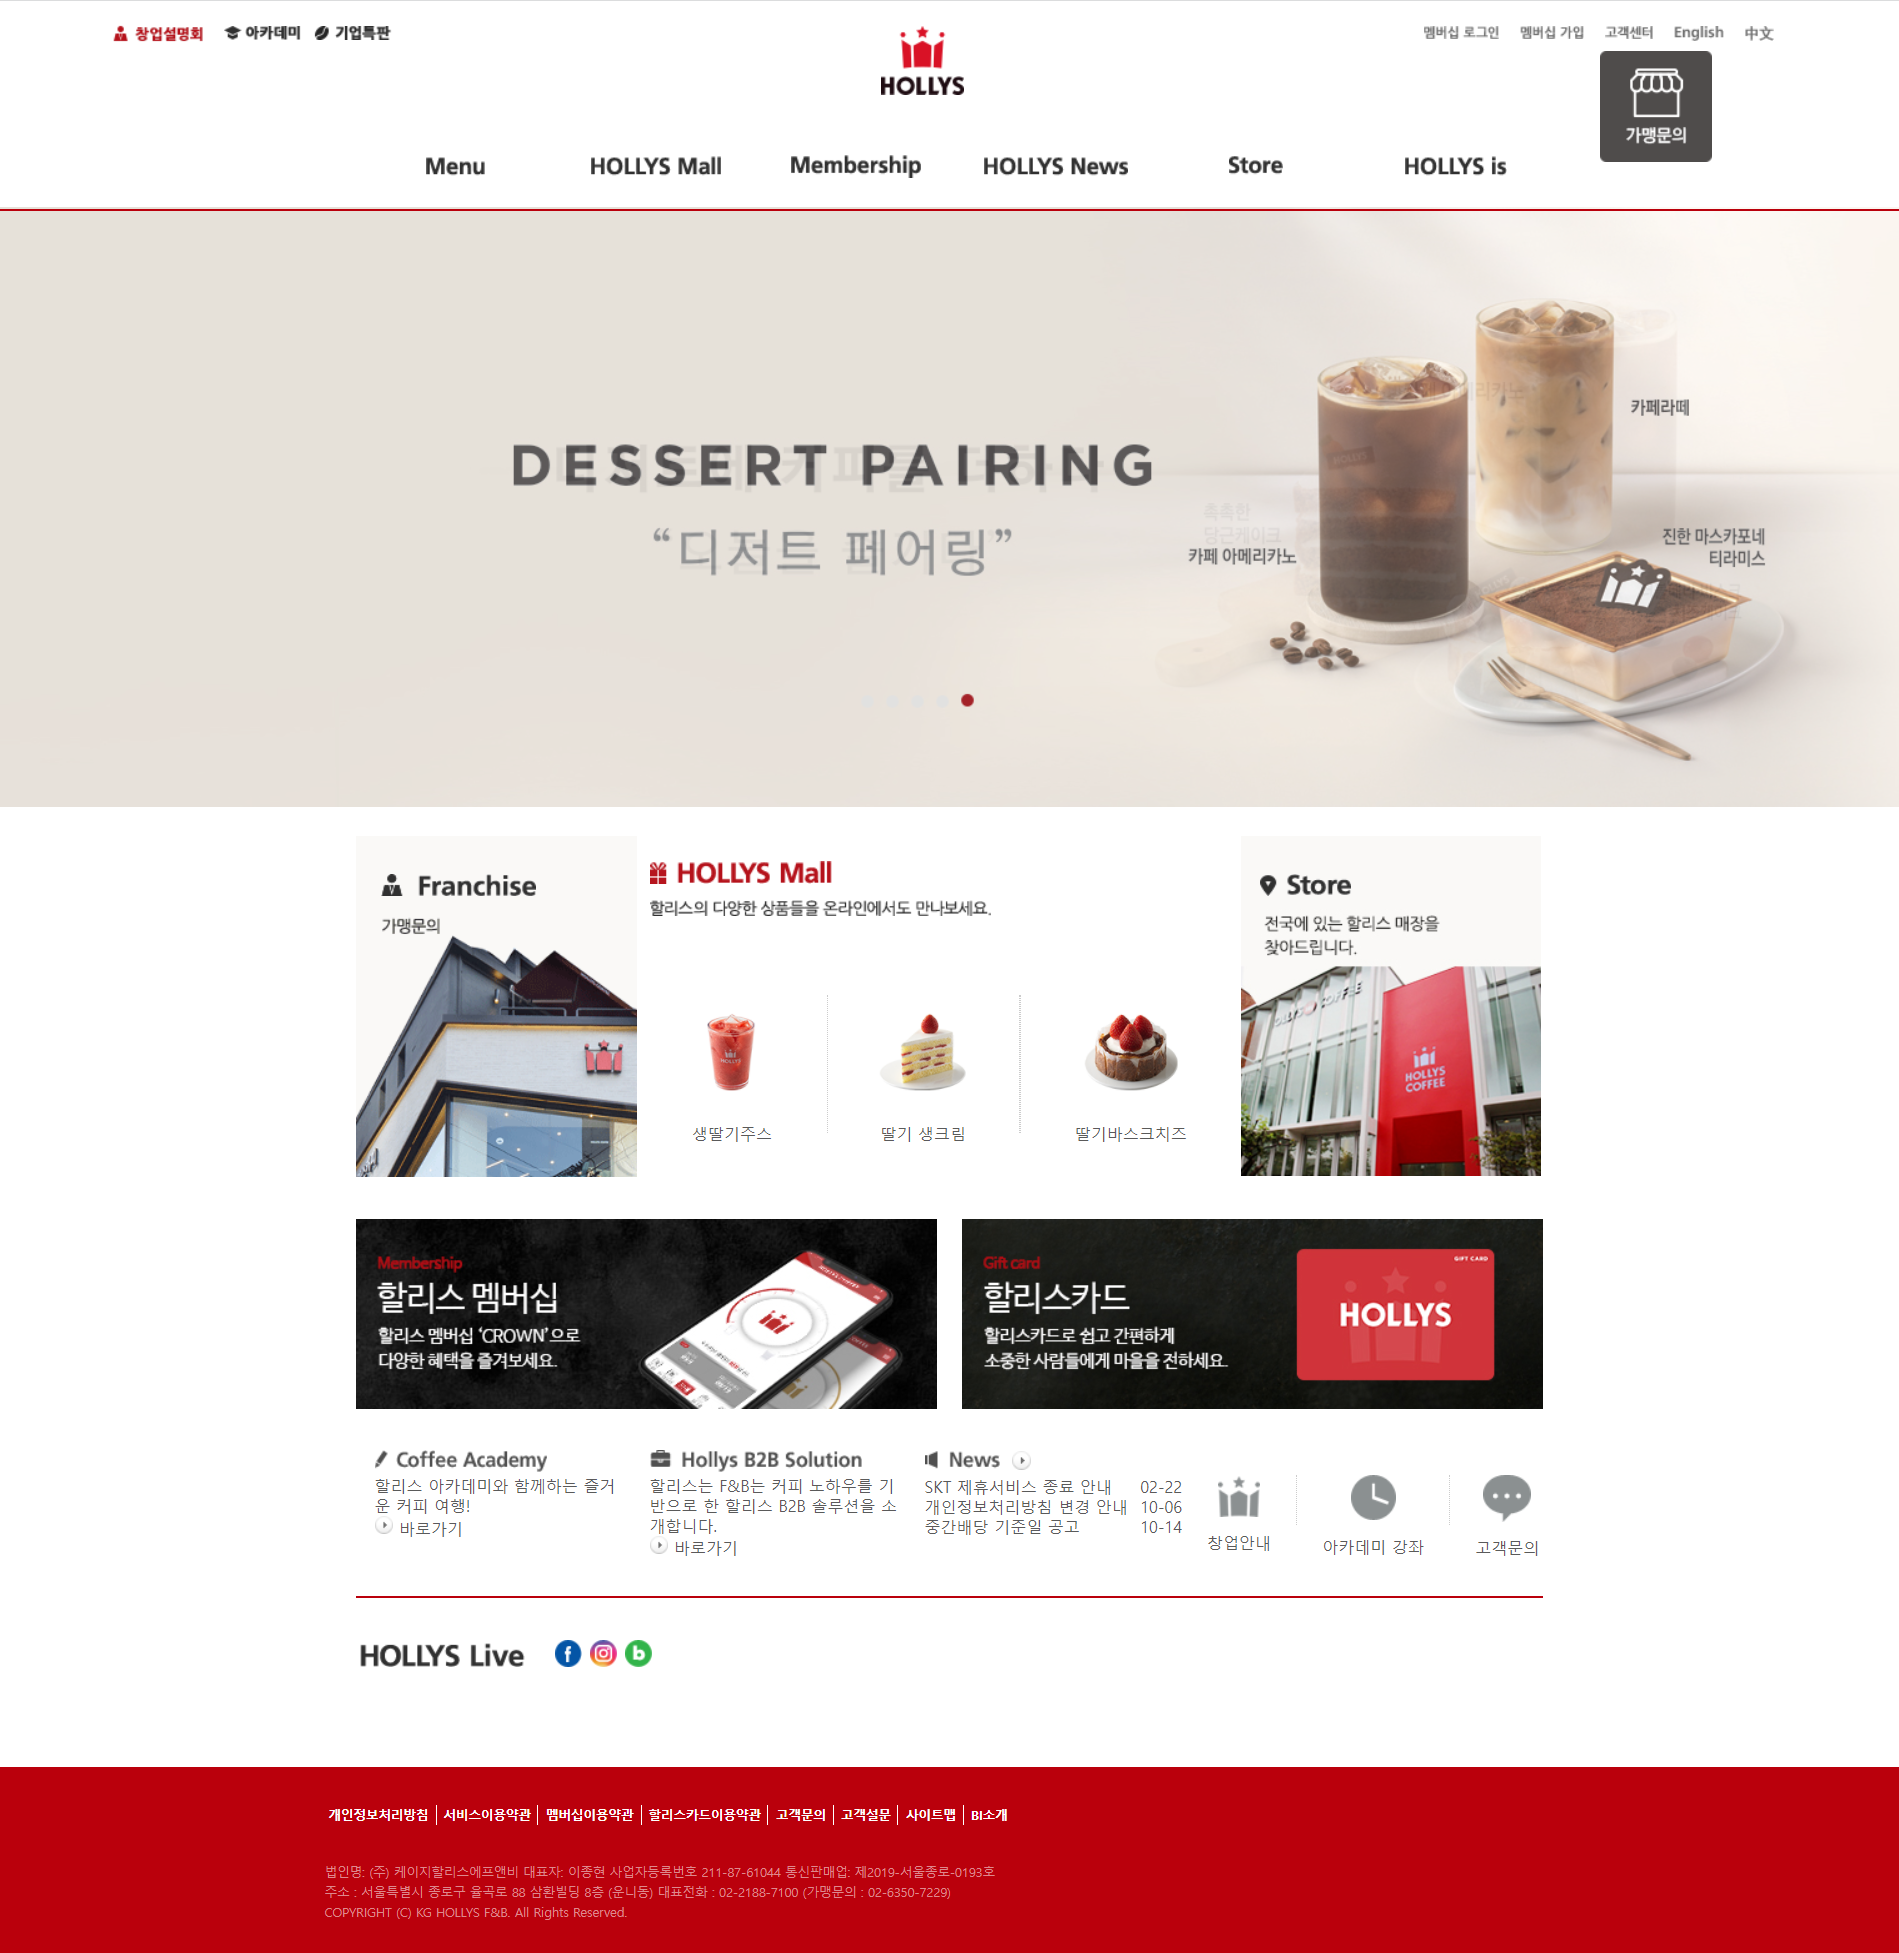 창업설명회 아카데미 기업특판
멤버십 로그인 멤버십 가입 고객센터 English 中文
HOLLYS
가맹문의
Menu HOLLYS Mall Membership HOLLYS News Store HOLLYS is
DESSERT PAIRING
“디저트 페어링”
카페라떼
촉촉한
당근케이크
카페 아메리카노
진한 마스카포네
티라미스
Franchise
가맹문의
HOLLYS Mall
할리스의 다양한 상품들을 온라인에서도 만나보세요.
생딸기주스
딸기 생크림
딸기바스크치즈
Store
전국에 있는 할리스 매장을
찾아드립니다.
HOLLYS COFFEE
HOLLYS
COFFEE
Membership
할리스 멤버십
할리스 멤버십 ‘CROWN’으로
다양한 혜택을 즐겨보세요.
Gift card
할리스카드
할리스카드로 쉽고 간편하게
소중한 사람들에게 마을을 전하세요.
GIFT CARD
HOLLYS
Coffee Academy
할리스 아카데미와 함께하는 즐거
운 커피 여행!
바로가기
Hollys B2B Solution
할리스는 F&B는 커피 노하우를 기
반으로 한 할리스 B2B 솔루션을 소
개합니다.
바로가기
News
SKT 제휴서비스 종료 안내 02-22
개인정보처리방침 변경 안내 10-06
중간배당 기준일 공고 10-14
창업안내
아카데미 강좌
고객문의
HOLLYS Live
개인정보처리방침 서비스이용약관 멤버십이용약관 할리스카드이용약관 고객문의 고객설문 사이트맵 BI소개
법인명: (주) 케이지할리스에프앤비 대표자: 이종현 사업자등록번호 211-87-61044 통신판매업: 제2019-서울종로-0193호
주소 : 서울특별시 종로구 율곡로 88 삼환빌딩 8층 (운니동) 대표전화 : 02-2188-7100 (가맹문의 : 02-6350-7229)
COPYRIGHT (C) KG HOLLYS F&B. All Rights Reserved.